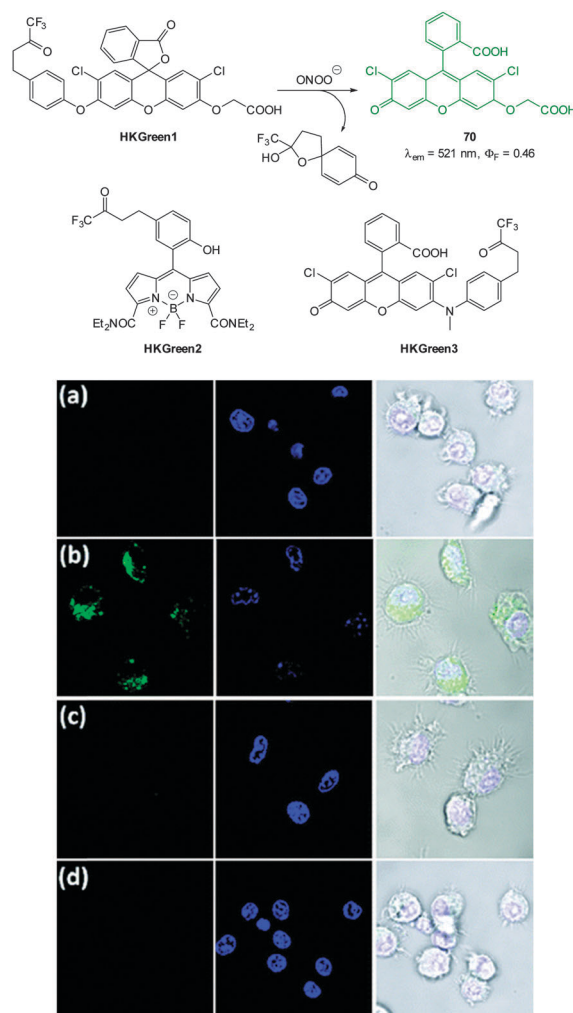 CF3
O
O
O
Cl
Cl
O
O
O
COOH
HKGreen1
ONOO⊖
F3C
HO
O
O
COOH
Cl
Cl
O
O
O
COOH
70
λem = 521 nm, ΦF = 0.46
O
F3C
OH
N
N
⊕
⊖
B
F
F
Et2NOC
CONEt2
HKGreen2
COOH
Cl
Cl
O
O
N
O
CF3
HKGreen3
(a)
(b)
(c)
(d)